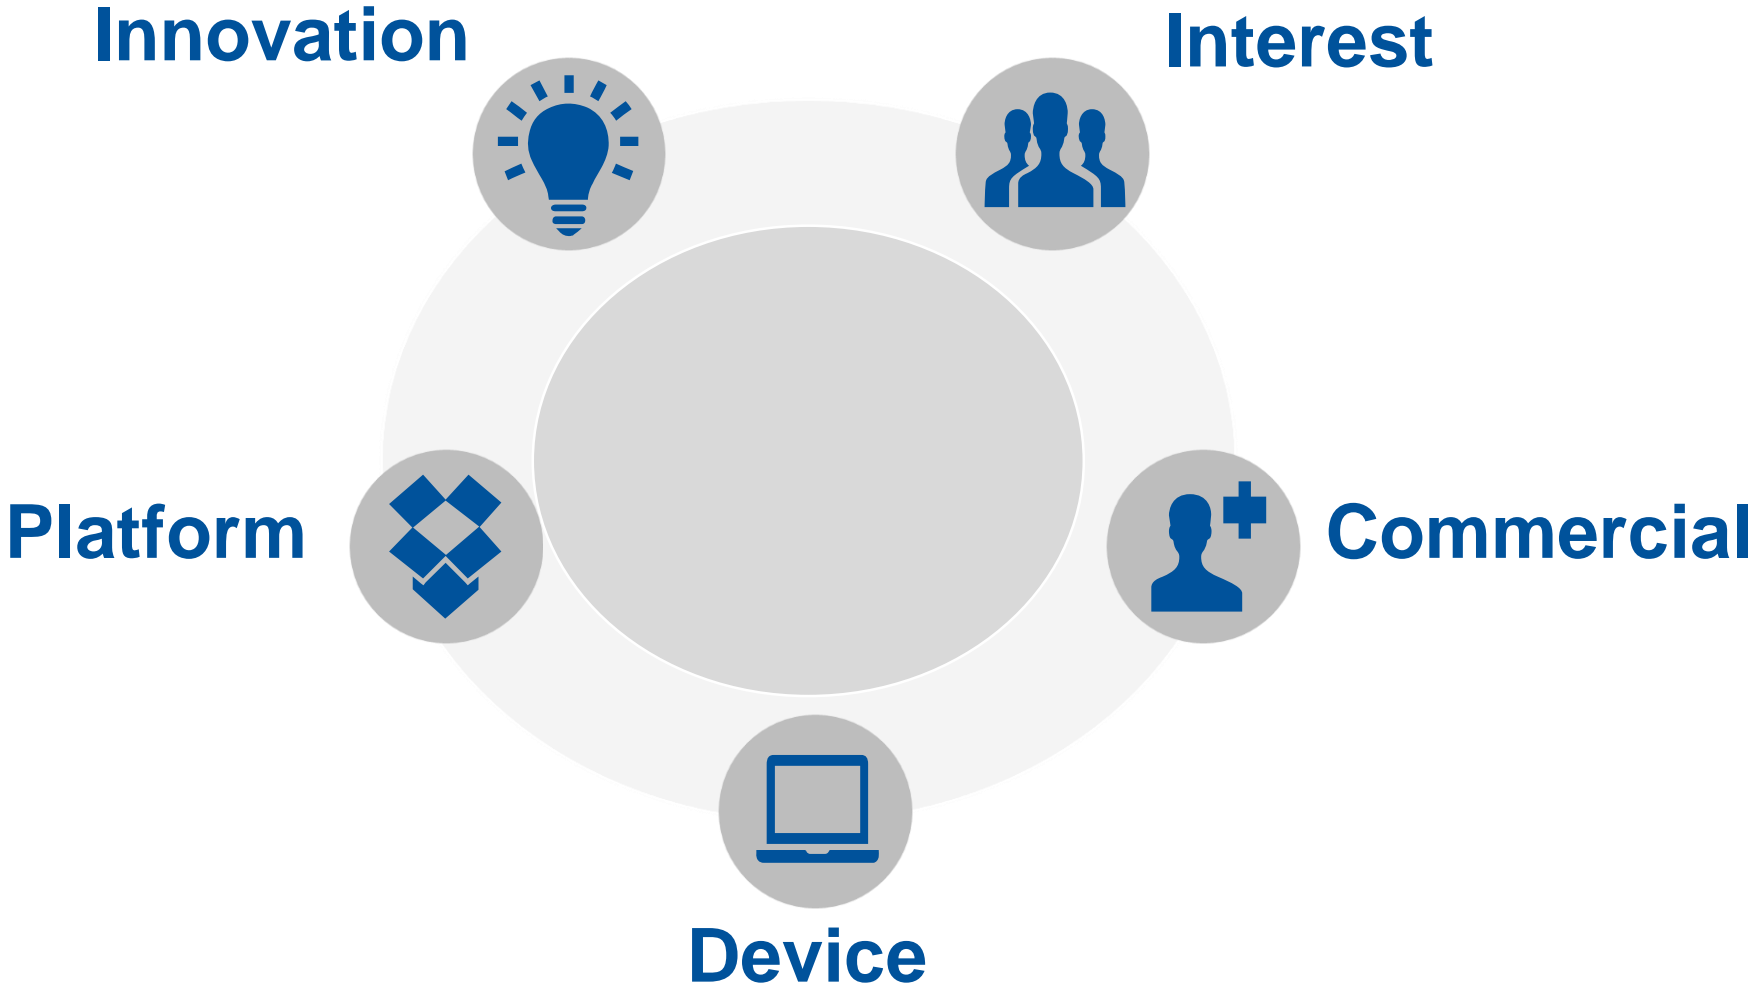 Innovation
Interest
Platform
Commercial
Device